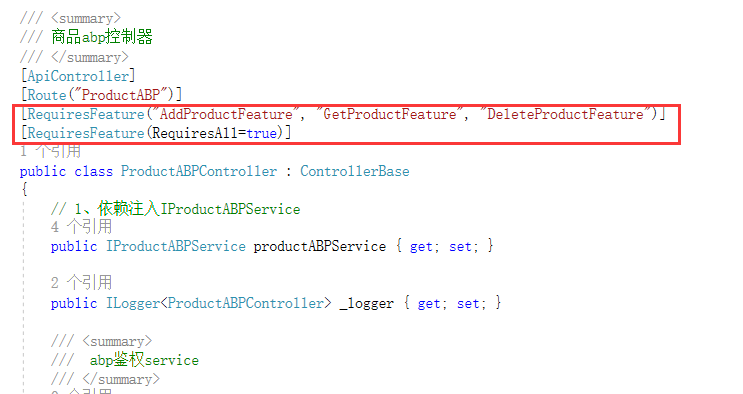 /// <summary>
/// 商品abp控制器
/// </summary>
[ApiController]
[Route("ProductABP")]
[RequiresFeature("AddProductFeature", "GetProductFeature", "DeleteProductFeature")]
[RequiresFeature(RequiresAll=true)]
1 个引用
public class ProductABPController : ControllerBase
{
// 1、依赖注入IProductABPService
4 个引用
public IProductABPService productABPService { get; set; }
2 个引用
public ILogger<ProductABPController> _logger { get; set; }
/// <summary>
/// abp鉴权service
/// </summary>
个引用